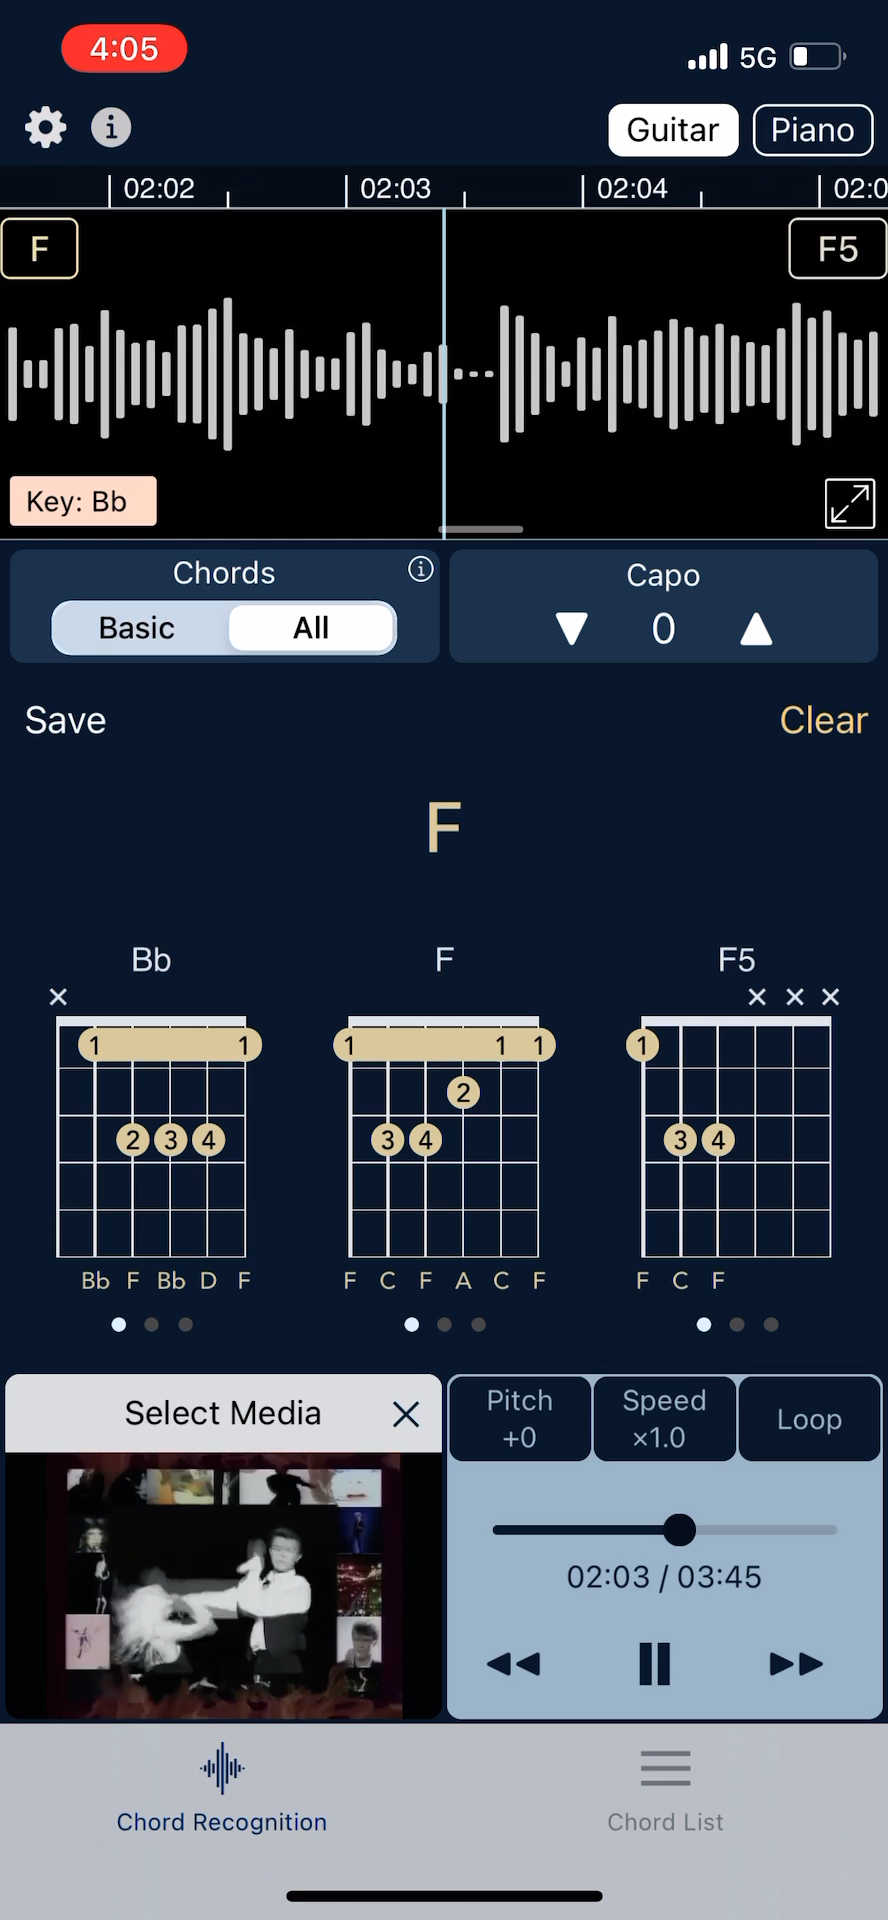 4:05
5G
Guitar Piano
02:02 02:03 02:04 02:0
F F5
Key: Bb
Chords
Capo
Basic All
0
Save Clear
F
Bb F F5
1 1 1 1 1 1
2
2 3 4 3 4 3 4
Bb F Bb D F F C F A C F F C F
Select Media
Pitch Speed Loop
+0 ×1.0
02:03 / 03:45
Chord Recognition Chord List